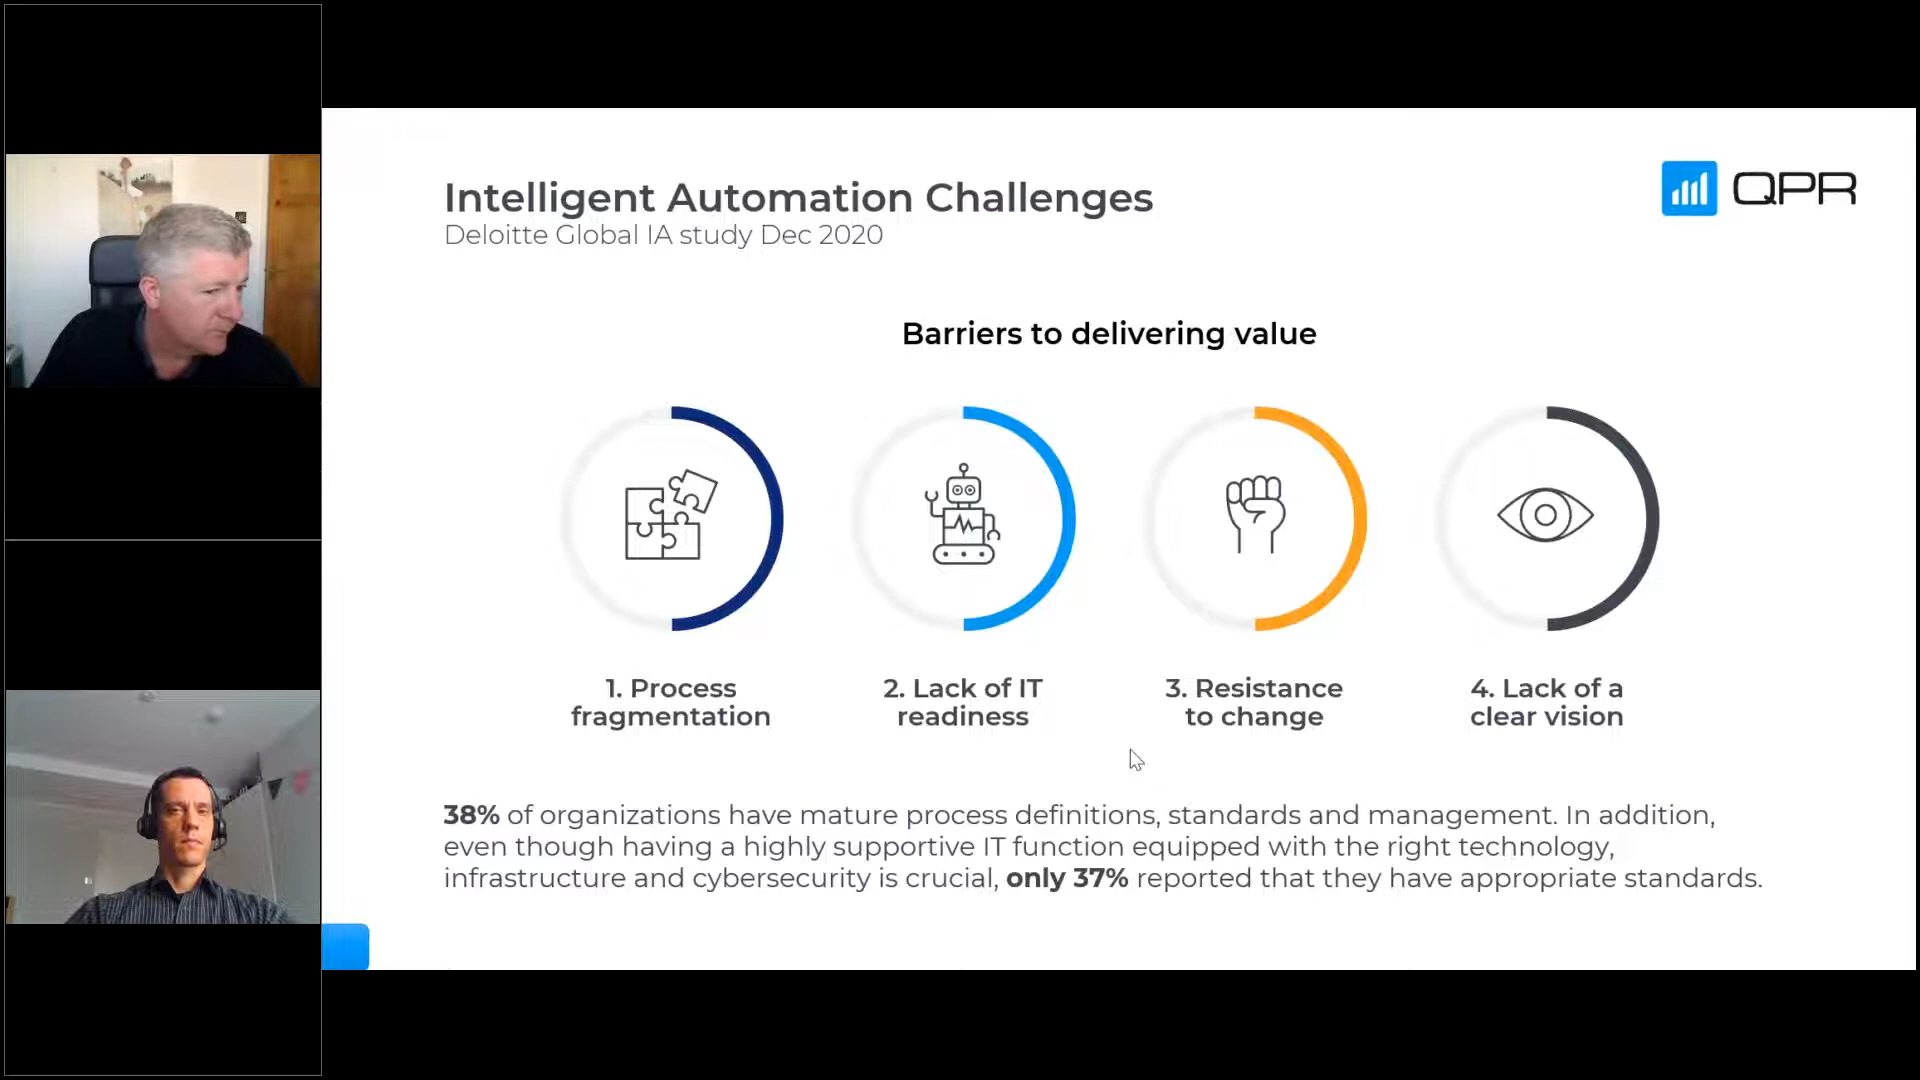 QPR
Intelligent Automation Challenges
Deloitte Global IA study Dec 2020
Barriers to delivering value
1. Process
fragmentation
2. Lack of IT
readiness
3. Resistance
to change
4. Lack of a
clear vision
38% of organizations have mature process definitions, standards and management. In addition,
even though having a highly supportive IT function equipped with the right technology,
infrastructure and cybersecurity is crucial, only 37% reported that they have appropriate standards.